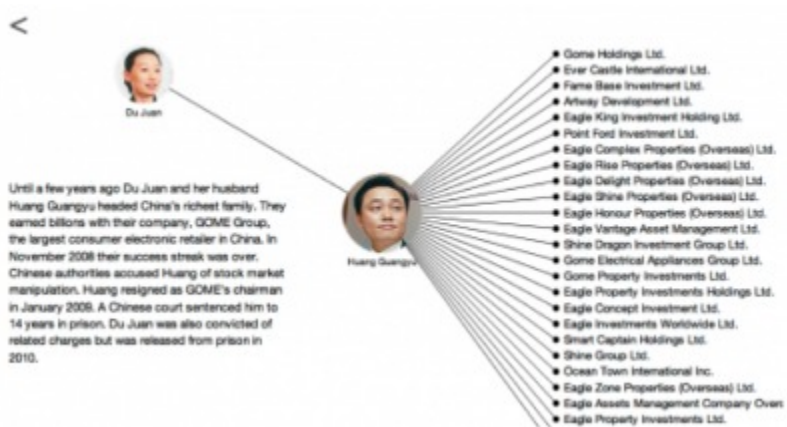 <
Du Juan
Until a few years ago Du Juan and her husband
Huang Guangyu headed China's richest family. They
earned billions with their company, GOME Group,
the largest consumer electronic retailer in China. In
November 2008 their success streak was over.
Chinese authorities accused Huang of stock market
manipulation. Huang resigned as GOME's chairman
in January 2009. A Chinese court sentenced him to
14 years in prison. Du Juan was also convicted of
related charges but was released from prison in
2010.
Huang Guangyu
Gome Holdings Ltd.
Ever Castle International Ltd.
Fame Base Investment Ltd.
Artway Development Ltd.
Eagle King Investment Holding Ltd.
Point Ford Investment Ltd.
Eagle Complex Properties (Overseas) Ltd.
Eagle Rise Properties (Overseas) Ltd.
Eagle Delight Properties (Overseas) Ltd.
Eagle Shine Properties (Overseas) Ltd.
Eagle Honour Properties (Overseas) Ltd.
Eagle Vantage Asset Management Ltd.
Shine Dragon Investment Group Ltd.
Gome Electrical Appliances Group Ltd.
Gome Property Investments Ltd.
Eagle Property Investments Holdings Ltd.
Eagle Concept Investment Ltd.
Eagle Investments Worldwide Ltd.
Smart Captain Holdings Ltd.
Shine Group Ltd.
Ocean Town International Inc.
Eagle Zone Properties (Overseas) Ltd.
Eagle Assets Management Company Overs
Eagle Property Investments Ltd.